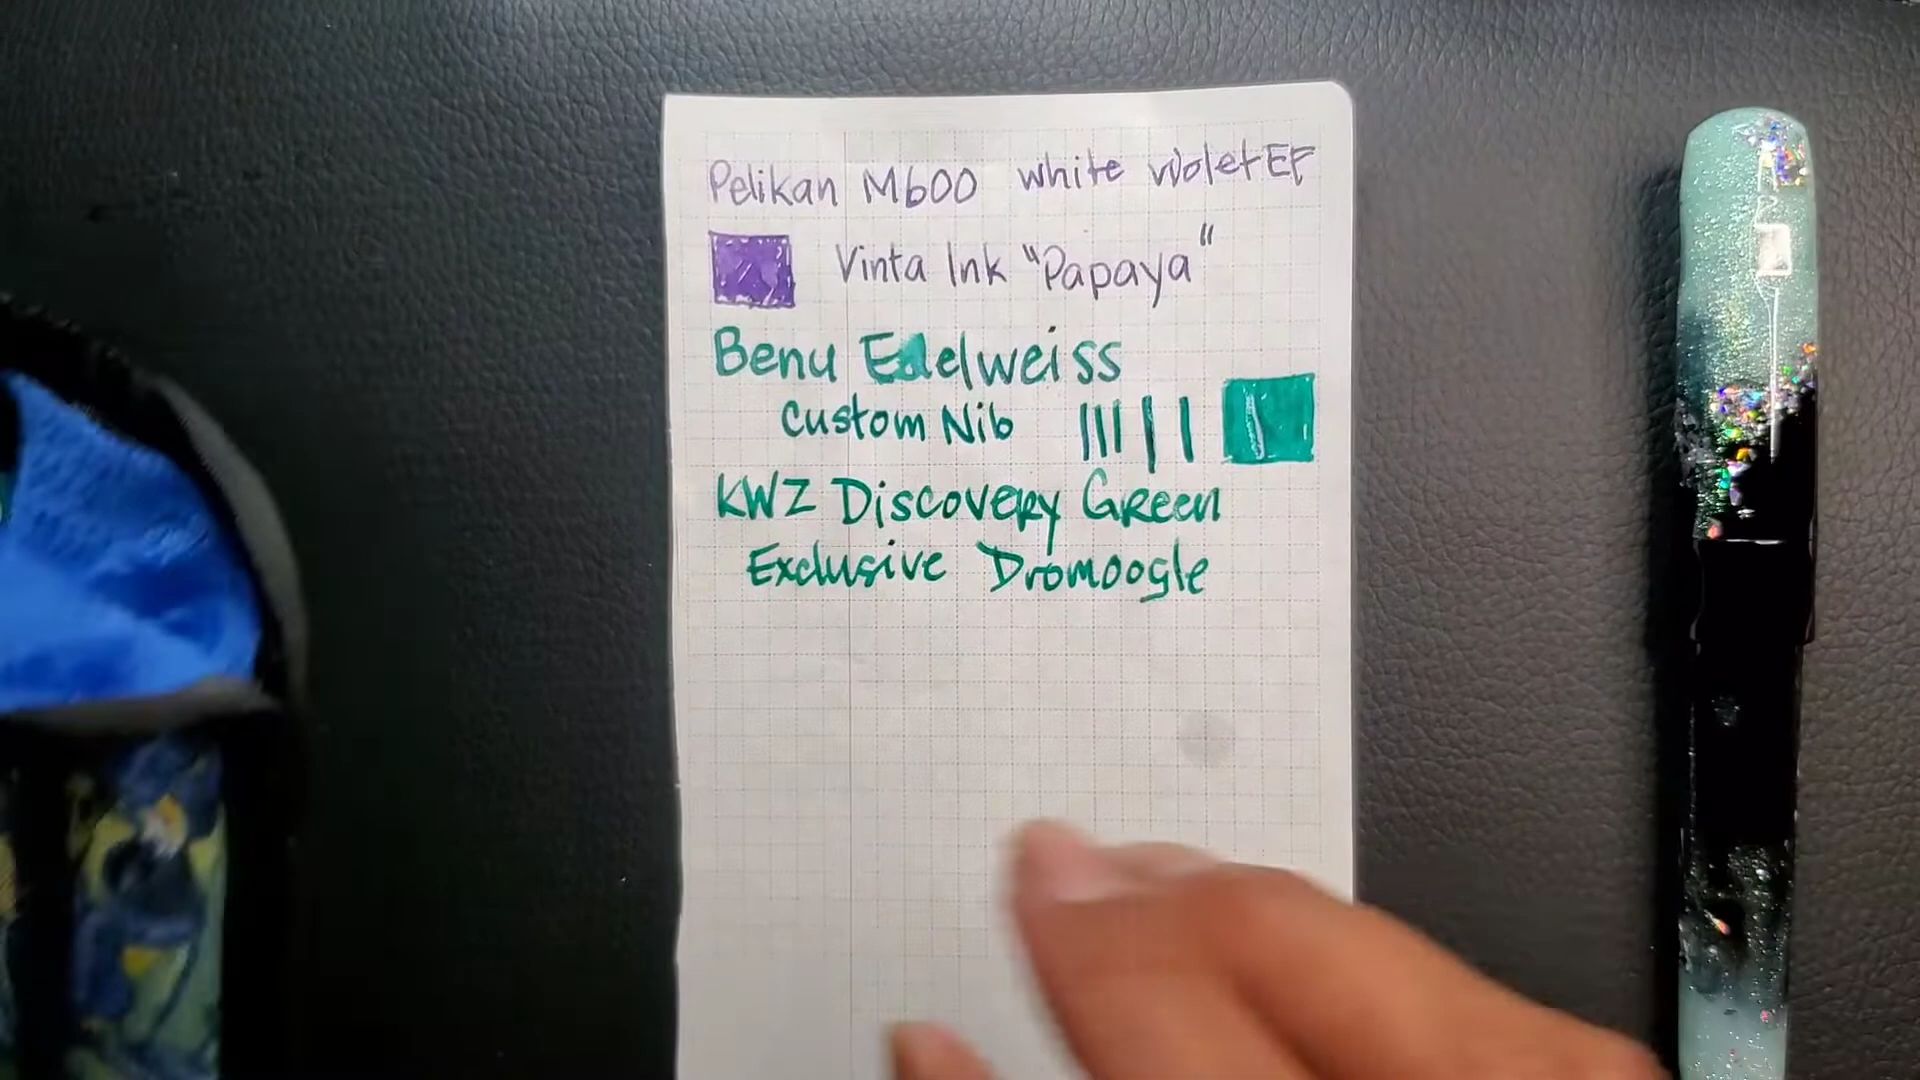 Pelikan M600 white violet EF
Vinta Ink "Papaya"
Benu Edelweiss
Custom Nib
KWZ Discovery Green
Exclusive Dromoogle